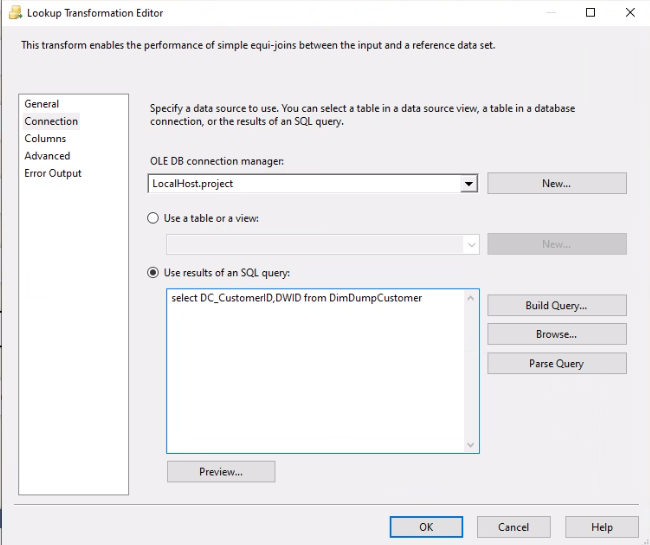 Lookup Transformation Editor
This transform enables the performance of simple equi-joins between the input and a reference data set.
General
Connection
Columns
Advanced
Error Output
Specify a data source to use. You can select a table in a data source view, a table in a database
connection, or the results of an SQL query.
OLE DB connection manager:
LocalHost.project
New...
Use a table or a view:
New...
Use results of an SQL query:
select DC_CustomerID,DWID from DimDumpCustomer
Build Query...
Browse...
Parse Query
Preview...
OK
Cancel
Help